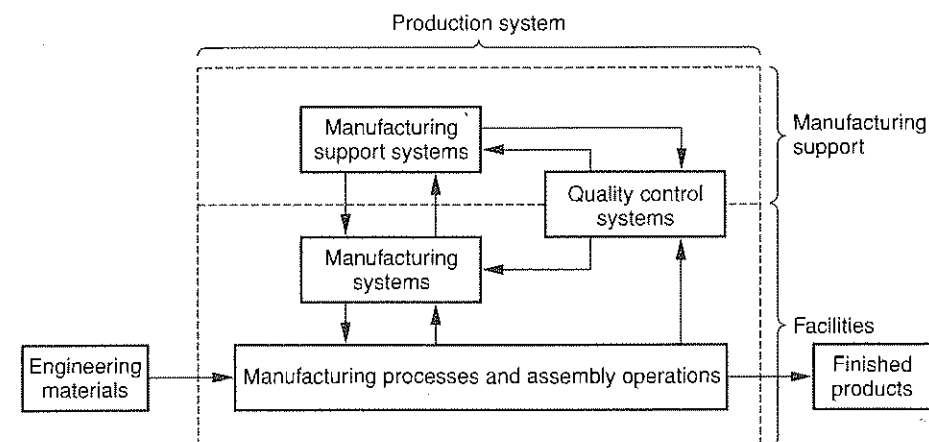 Production system
Manufacturing
support systems
Manufacturing
support
Quality control
systems
Manufacturing
systems
Facilities
Engineering
materials
Manufacturing processes and assembly operations
Finished
products